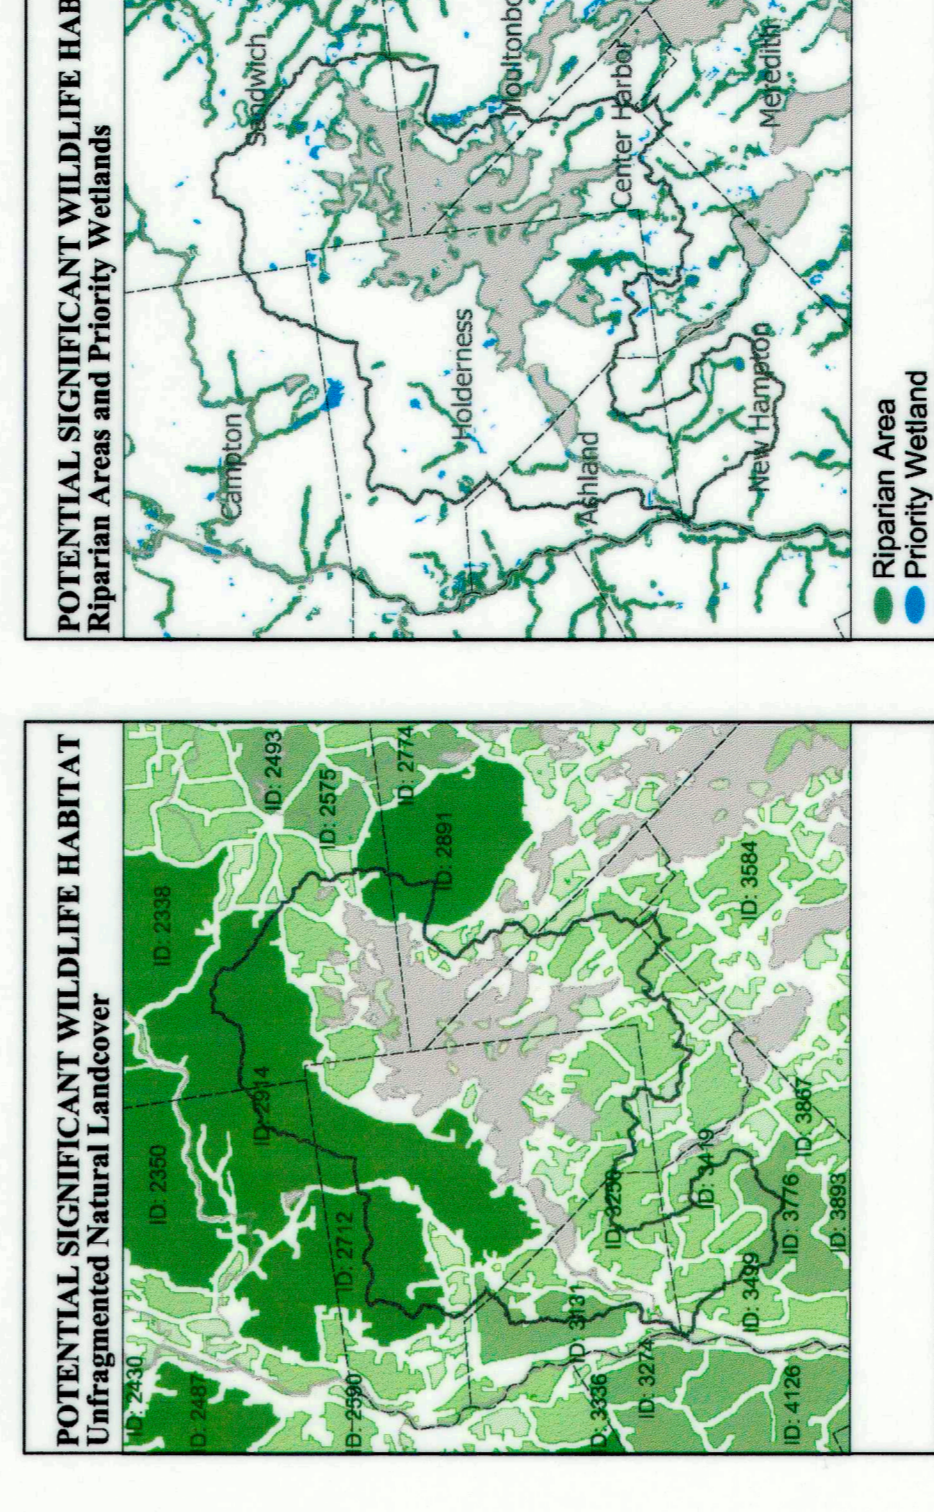 POTENTIAL SIGNIFICANT WILDLIFE HABITAT
Unfragmented Natural Landcover
ID: 2430
ID: 2487
ID: 2350
ID: 2338
ID: 2493
ID: 2575
ID: 2774
ID: 2914
ID: 2712
ID: 2590
ID: 2891
ID: 3131
ID: 3336
ID: 3274
ID: 3419
ID: 3584
ID: 3499
ID: 3776
ID: 3867
ID: 3893
ID: 4126
POTENTIAL SIGNIFICANT WILDLIFE HAB
Riparian Areas and Priority Wetlands
Campton
Sandwich
Holderness
Moultonbo
Ashland
Center Harbor
New Hampton
Meredith
Riparian Area
Priority Wetland